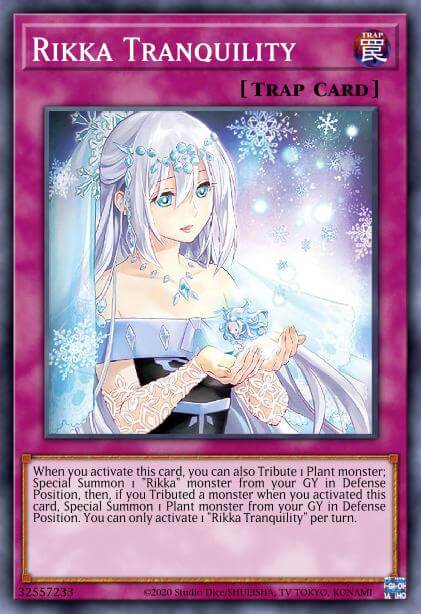 RIKKA TRANQUILITY
TRAP
罠
[TRAP CARD]
When you activate this card, you can also Tribute 1 Plant monster;
Special Summon 1 "Rikka" monster from your GY in Defense
Position, then, if you Tributed a monster when you activated this
card, Special Summon 1 Plant monster from your GY in Defense
Position. You can only activate 1 "Rikka Tranquility" per turn.
32557233
©2020 Studio Dice/SHUEISHA, TV TOKYO, KONAMI